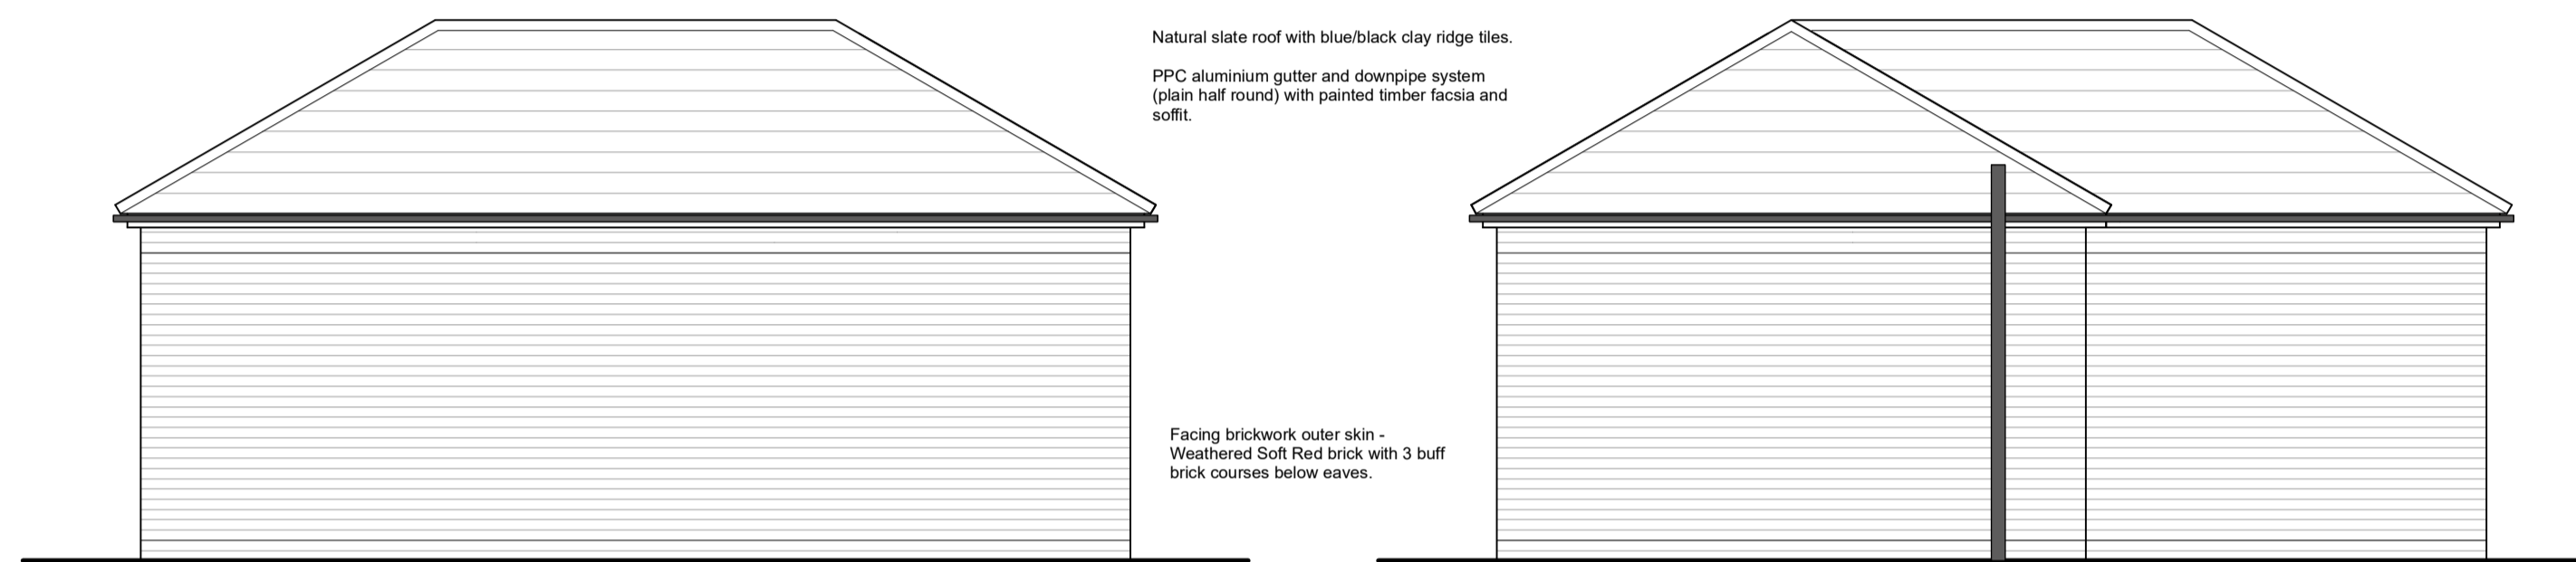 Natural slate roof with blue/black clay ridge tiles.
PPC aluminium gutter and downpipe system
(plain half round) with painted timber facsia and
soffit.
Facing brickwork outer skin -
Weathered Soft Red brick with 3 buff
brick courses below eaves.